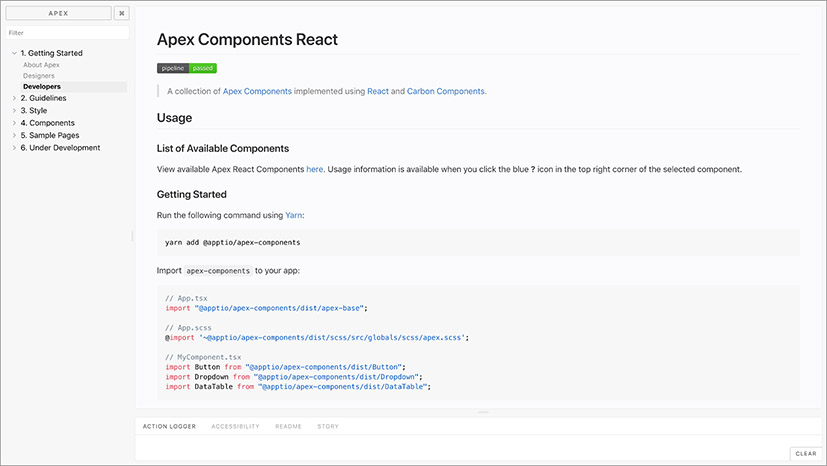 APEX ⌘
Filter
1. Getting Started
About Apex
Designers
Developers
2. Guidelines
3. Style
4. Components
5. Sample Pages
6. Under Development
Apex Components React
pipeline passed
A collection of Apex Components implemented using React and Carbon Components.
Usage
List of Available Components
View available Apex React Components here. Usage information is available when you click the blue ? icon in the top right corner of the selected component.
Getting Started
Run the following command using Yarn:
yarn add @apptio/apex-components
Import apex-components to your app:
// App.tsx
import "@apptio/apex-components/dist/apex-base";
// App.scss
@import '~@apptio/apex-components/dist/scss/src/globals/scss/apex.scss';
// MyComponent.tsx
import Button from "@apptio/apex-components/dist/Button";
import Dropdown from "@apptio/apex-components/dist/Dropdown";
import DataTable from "@apptio/apex-components/dist/DataTable";
ACTION LOGGER ACCESSIBILITY README STORY
CLEAR